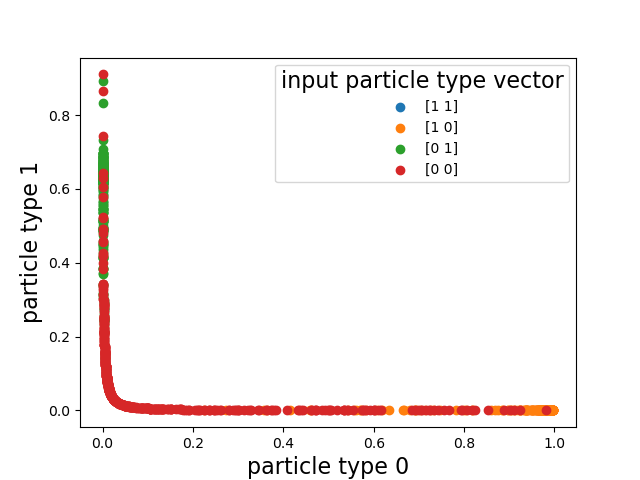 input particle type vector
[1 1]
[1 0]
[0 1]
[0 0]
particle type 1
0.8
0.6
0.4
0.2
0.0
0.0 0.2 0.4 0.6 0.8 1.0
particle type 0